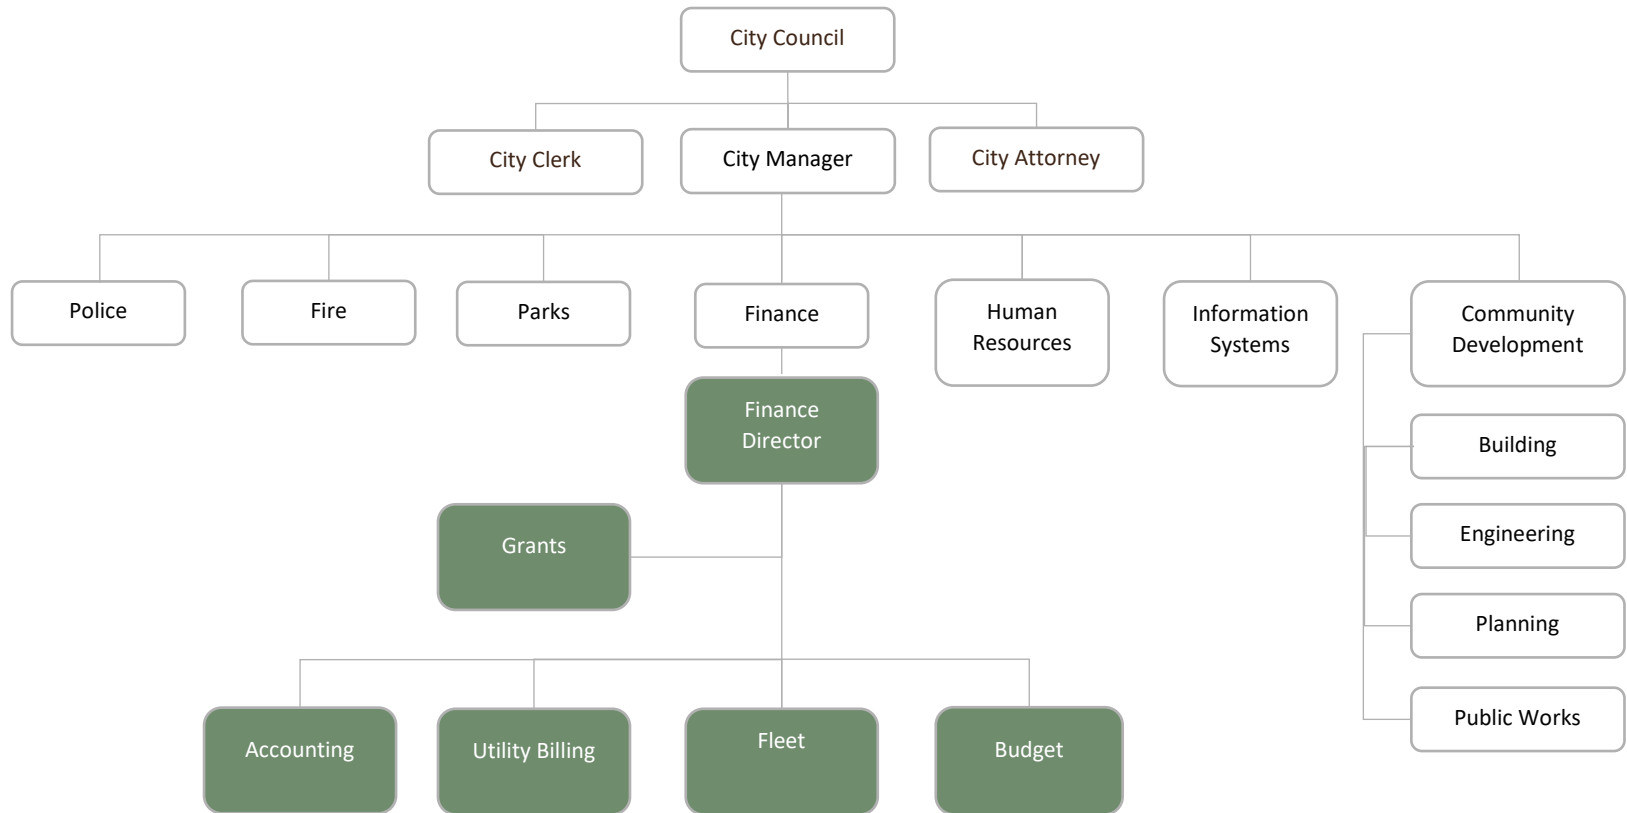 City Council
City Clerk
City Manager
City Attorney
Police
Fire
Parks
Finance
Human
Resources
Information
Systems
Community
Development
Finance
Director
Building
Grants
Engineering
Planning
Public Works
Accounting
Utility Billing
Fleet
Budget